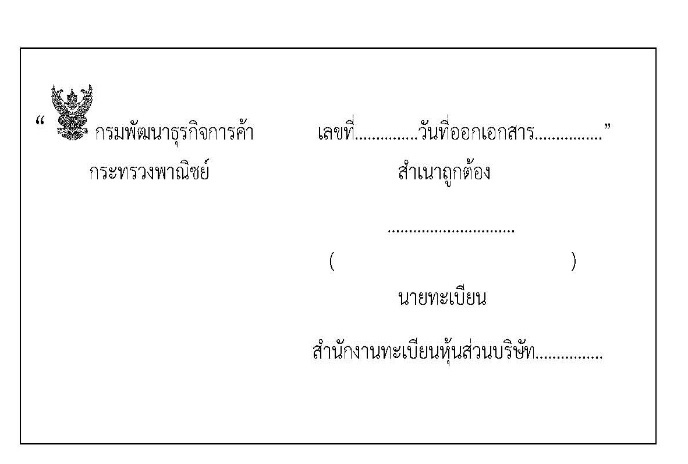 “ กรมพัฒนาธุรกิจการค้า เลขที่..............วันที่ออกเอกสาร...............”
กระทรวงพาณิชย์ สำเนาถูกต้อง
..............................
( )
นายทะเบียน
สำนักงานทะเบียนหุ้นส่วนบริษัท...............